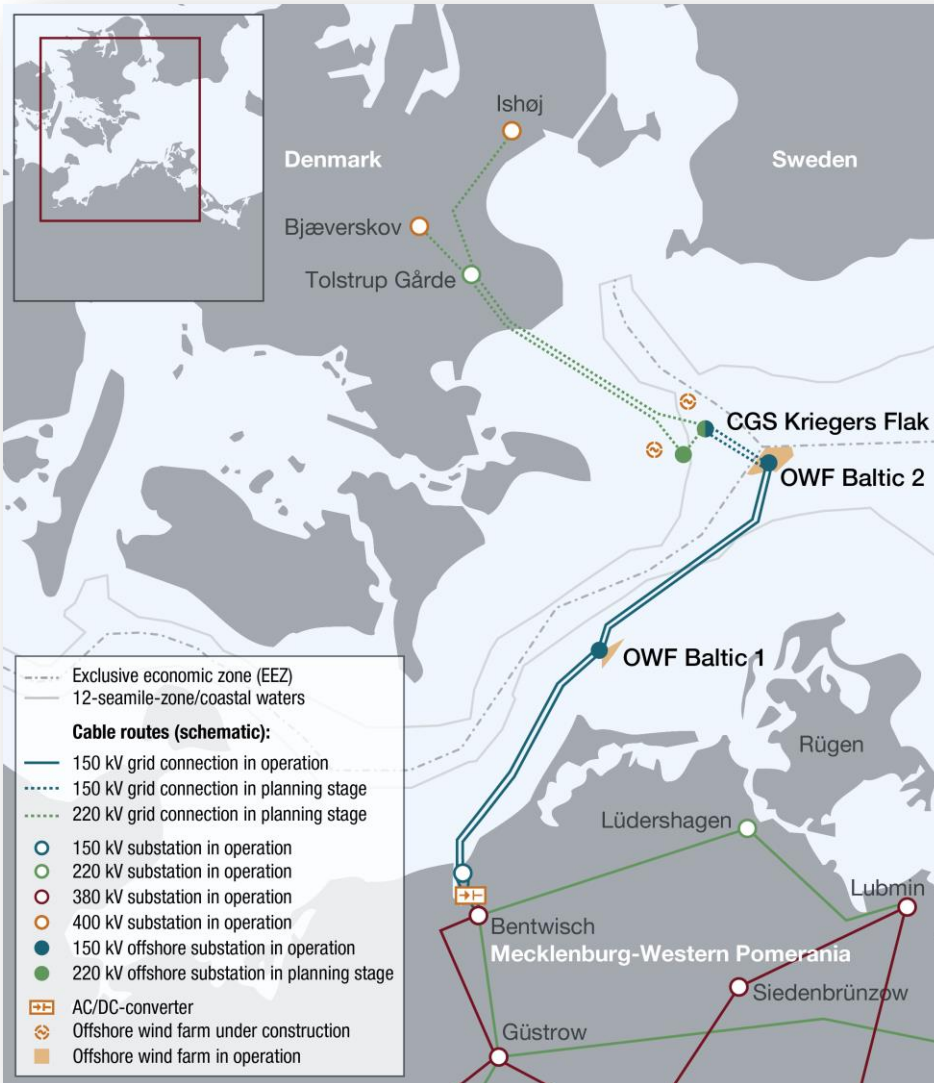 Ishøj
Denmark
Sweden
Bjæverskov
Tolstrup Gårde
CGS Kriegers Flak
OWF Baltic 2
OWF Baltic 1
Rügen
Lüdershagen
Lubmin
Bentwisch
Mecklenburg-Western Pomerania
Siedenbrünzow
Güstrow
Exclusive economic zone (EEZ)
12-seamile-zone/coastal waters
Cable routes (schematic):
150 kV grid connection in operation
150 kV grid connection in planning stage
220 kV grid connection in planning stage
150 kV substation in operation
220 kV substation in operation
380 kV substation in operation
400 kV substation in operation
150 kV offshore substation in operation
220 kV offshore substation in planning stage
AC/DC-converter
Offshore wind farm under construction
Offshore wind farm in operation